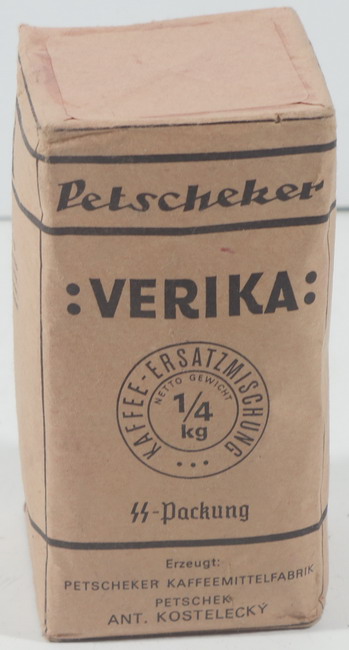 Petscheker
:VERIKA:
KAFFEE-ERSATZMISCHUNG
NETTO GEWICHT
1/4
kg
ϟϟ-Packung
Erzeugt:
PETSCHEKER KAFFEEMITTELFABRIK
PETSCHEK
ANT. KOSTELECKÝ